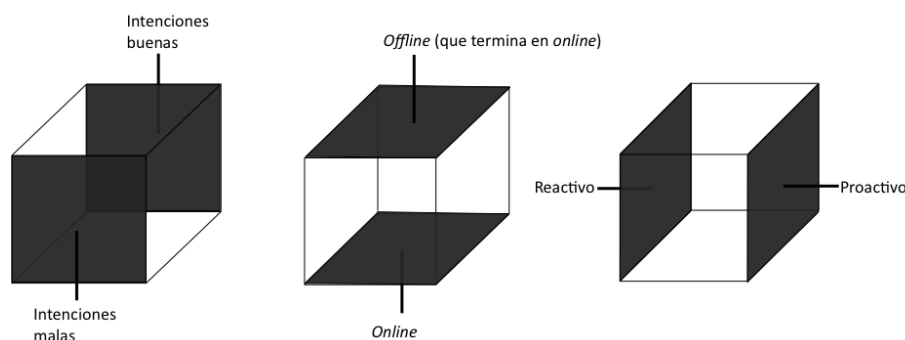 Intenciones
buenas
Offline (que termina en online)
Reactivo
Proactivo
Intenciones
malas
Online